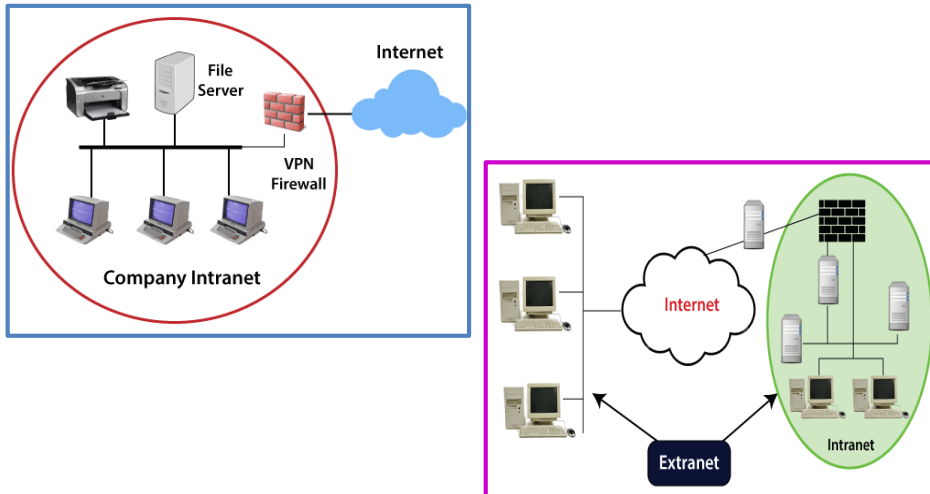 File
Server
Internet
VPN
Firewall
Company Intranet
Internet
Intranet
Extranet